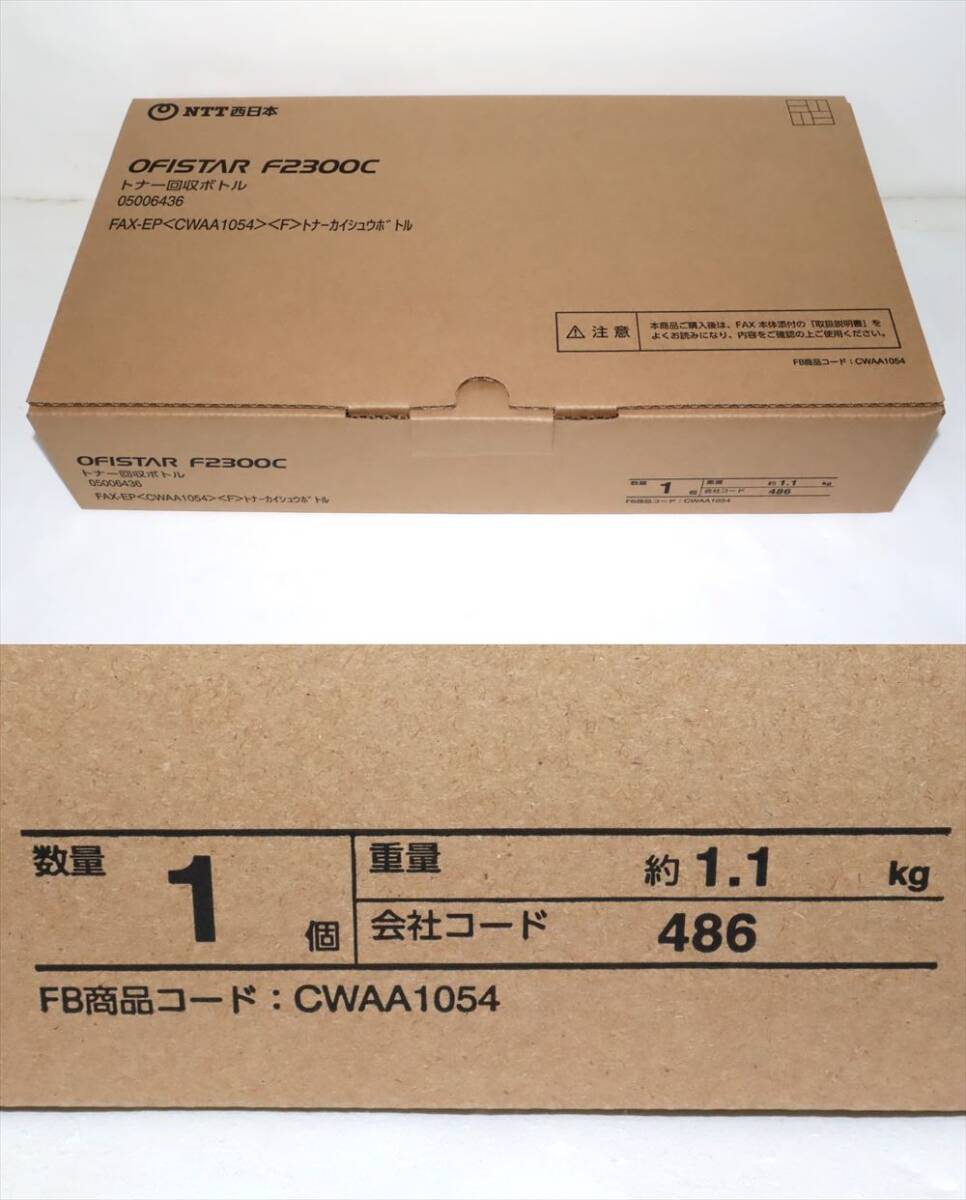 NTT西日本
OFISTAR F2300C
トナー回収ボトル
05006436
FAX-EP<CWAA1054><F>トナーカイシュウボトル
⚠注意
本商品ご購入後は、FAX本体添付の「取扱説明書」を
よくお読みになり、内容をご確認の上ご使用ください。
FB商品コード:CWAA1054
OFISTAR F2300C
トナー回収ボトル
05006436
FAX-EP<CWAA1054><F>トナーカイシュウボトル
数量 1 個
重量 約1.1 kg
会社コード 486
FB商品コード:CWAA1054
数量 1 個
重量 約1.1 kg
会社コード 486
FB商品コード:CWAA1054